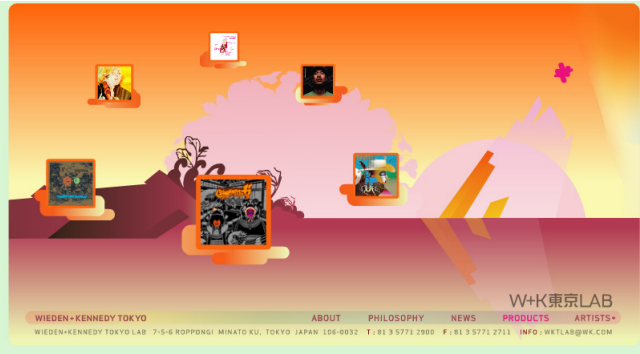 W+K東京LAB
WIEDEN+KENNEDY TOKYO ABOUT PHILOSOPHY NEWS PRODUCTS ARTISTS+
WIEDEN+KENNEDY TOKYO LAB 7-5-6 ROPPONGI MINATO KU, TOKYO JAPAN 106-0032 T : 81 3 5771 2900 F : 81 3 5771 2711 INFO : WKTLAB@WK.COM